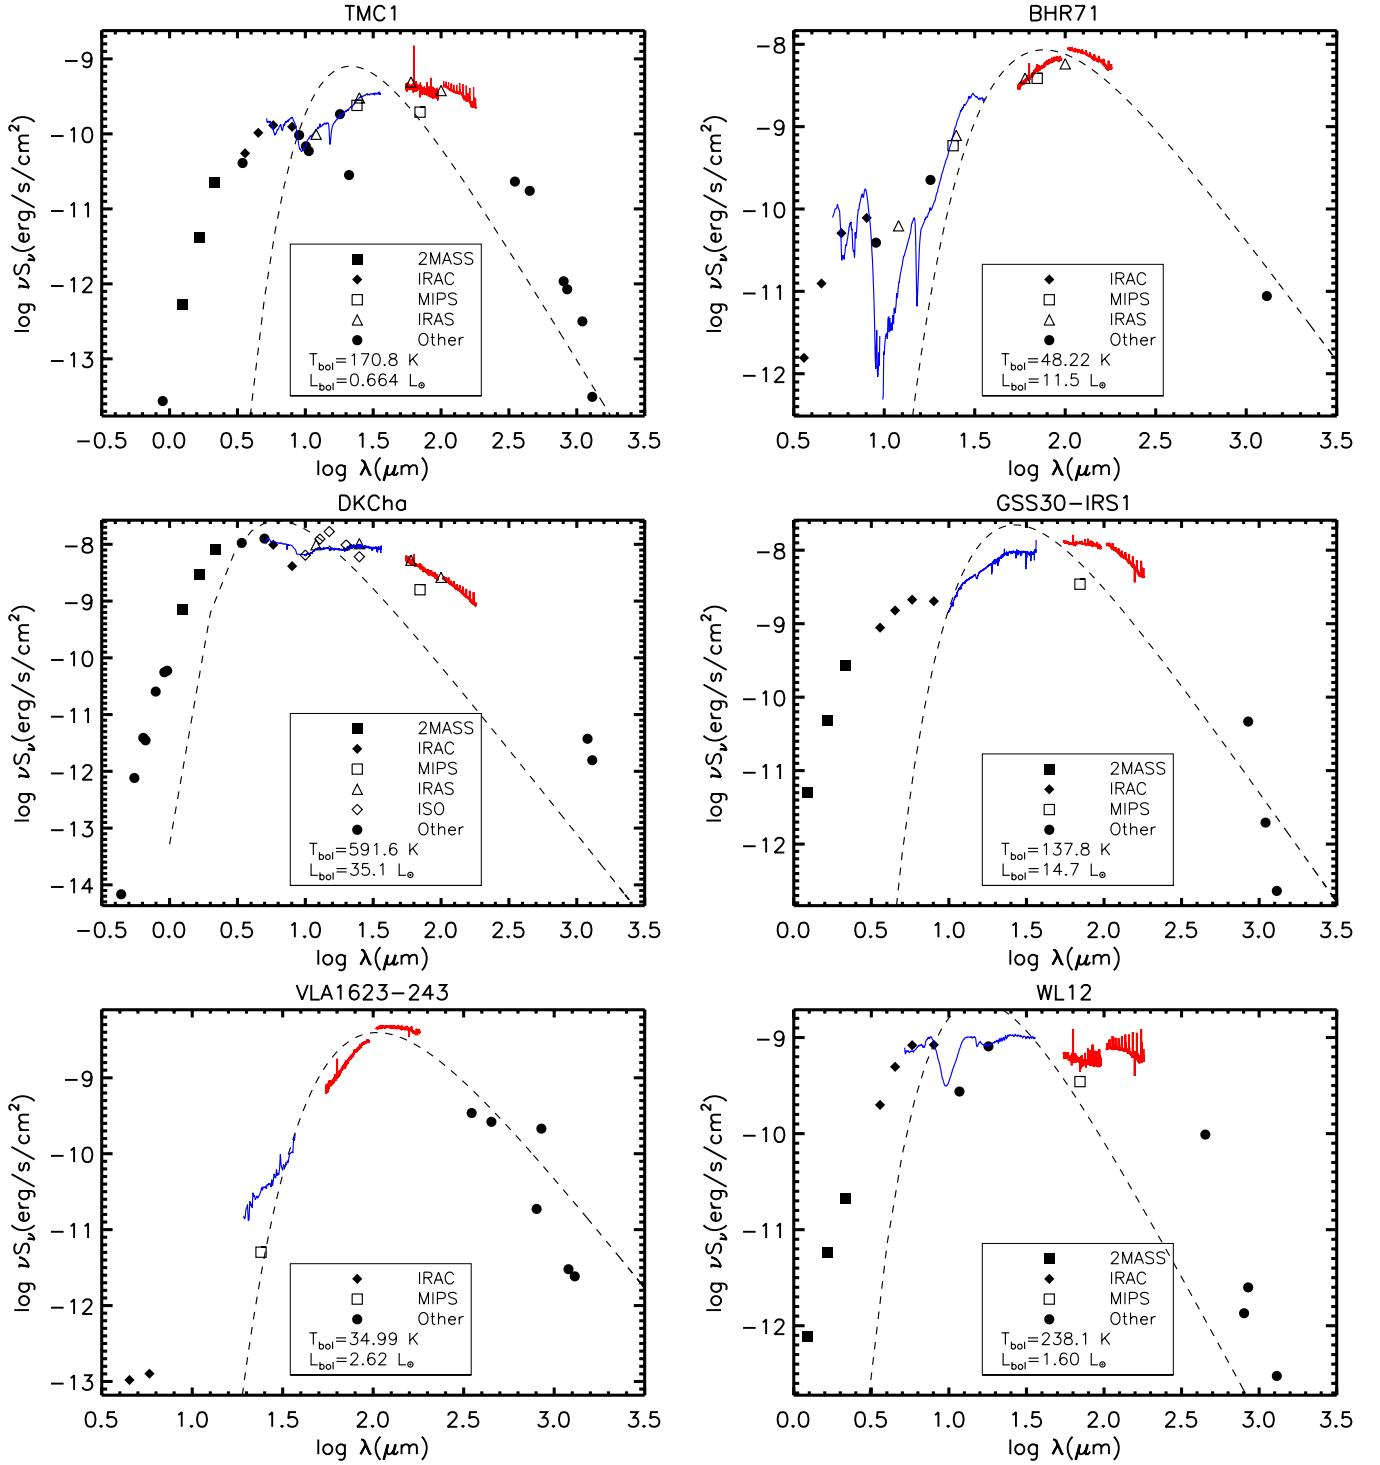 TMC1
log νSν(erg/s/cm²)
−9
−10
−11
−12
−13
2MASS
IRAC
MIPS
IRAS
Other
Tbol=170.8 K
Lbol=0.664 L⊙
−0.5 0.0 0.5 1.0 1.5 2.0 2.5 3.0 3.5
log λ(μm)
BHR71
log νSν(erg/s/cm²)
−8
−9
−10
−11
−12
IRAC
MIPS
IRAS
Other
Tbol=48.22 K
Lbol=11.5 L⊙
0.5 1.0 1.5 2.0 2.5 3.0 3.5
log λ(μm)
DKCha
log νSν(erg/s/cm²)
−8
−9
−10
−11
−12
−13
−14
2MASS
IRAC
MIPS
IRAS
ISO
Other
Tbol=591.6 K
Lbol=35.1 L⊙
−0.5 0.0 0.5 1.0 1.5 2.0 2.5 3.0 3.5
log λ(μm)
GSS30−IRS1
log νSν(erg/s/cm²)
−8
−9
−10
−11
−12
2MASS
IRAC
MIPS
Other
Tbol=137.8 K
Lbol=14.7 L⊙
0.0 0.5 1.0 1.5 2.0 2.5 3.0 3.5
log λ(μm)
VLA1623−243
log νSν(erg/s/cm²)
−9
−10
−11
−12
−13
IRAC
MIPS
Other
Tbol=34.99 K
Lbol=2.62 L⊙
0.5 1.0 1.5 2.0 2.5 3.0 3.5
log λ(μm)
WL12
log νSν(erg/s/cm²)
−9
−10
−11
−12
2MASS
IRAC
MIPS
Other
Tbol=238.1 K
Lbol=1.60 L⊙
0.0 0.5 1.0 1.5 2.0 2.5 3.0 3.5
log λ(μm)